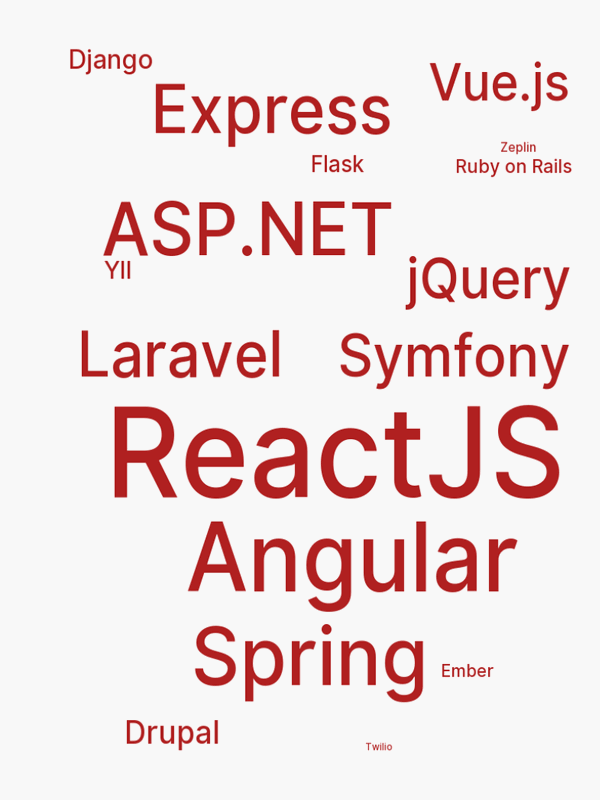 Django
Vue.js
Express
Zeplin
Flask
Ruby on Rails
ASP.NET
YII
jQuery
Laravel
Symfony
ReactJS
Angular
Spring
Ember
Drupal
Twilio